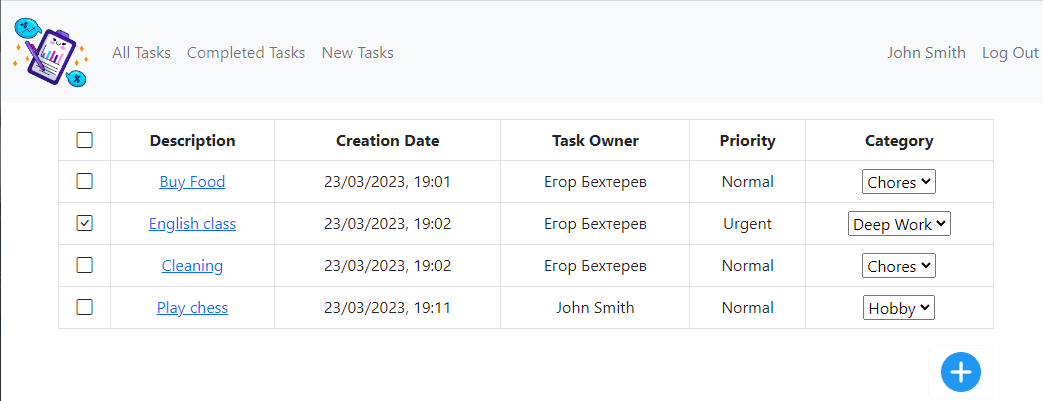 All Tasks Completed Tasks New Tasks John Smith Log Out
Description Creation Date Task Owner Priority Category
Buy Food 23/03/2023, 19:01 Егор Бехтерев Normal Chores
English class 23/03/2023, 19:02 Егор Бехтерев Urgent Deep Work
Cleaning 23/03/2023, 19:02 Егор Бехтерев Normal Chores
Play chess 23/03/2023, 19:11 John Smith Normal Hobby